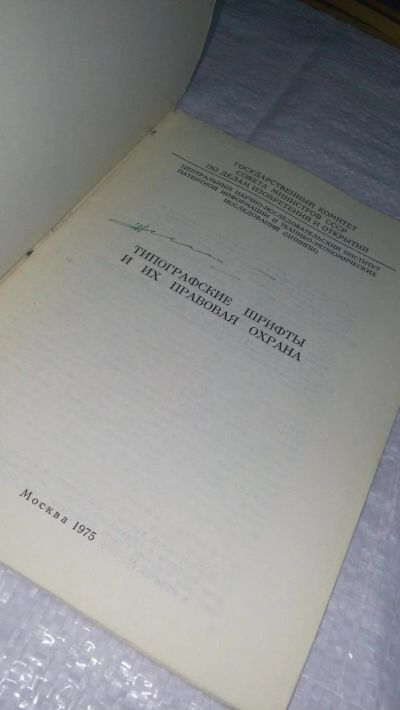 ГОСУДАРСТВЕННЫЙ КОМИТЕТ
СОВЕТА МИНИСТРОВ СССР
ПО ДЕЛАМ ИЗОБРЕТЕНИЙ И ОТКРЫТИЙ
ЦЕНТРАЛЬНЫЙ НАУЧНО-ИССЛЕДОВАТЕЛЬСКИЙ ИНСТИТУТ
ПАТЕНТНОЙ ИНФОРМАЦИИ И ТЕХНИКО-ЭКОНОМИЧЕСКИХ
ИССЛЕДОВАНИЙ (ЦНИИПИ)
ТИПОГРАФСКИЕ ШРИФТЫ
И ИХ ПРАВОВАЯ ОХРАНА
Москва 1975